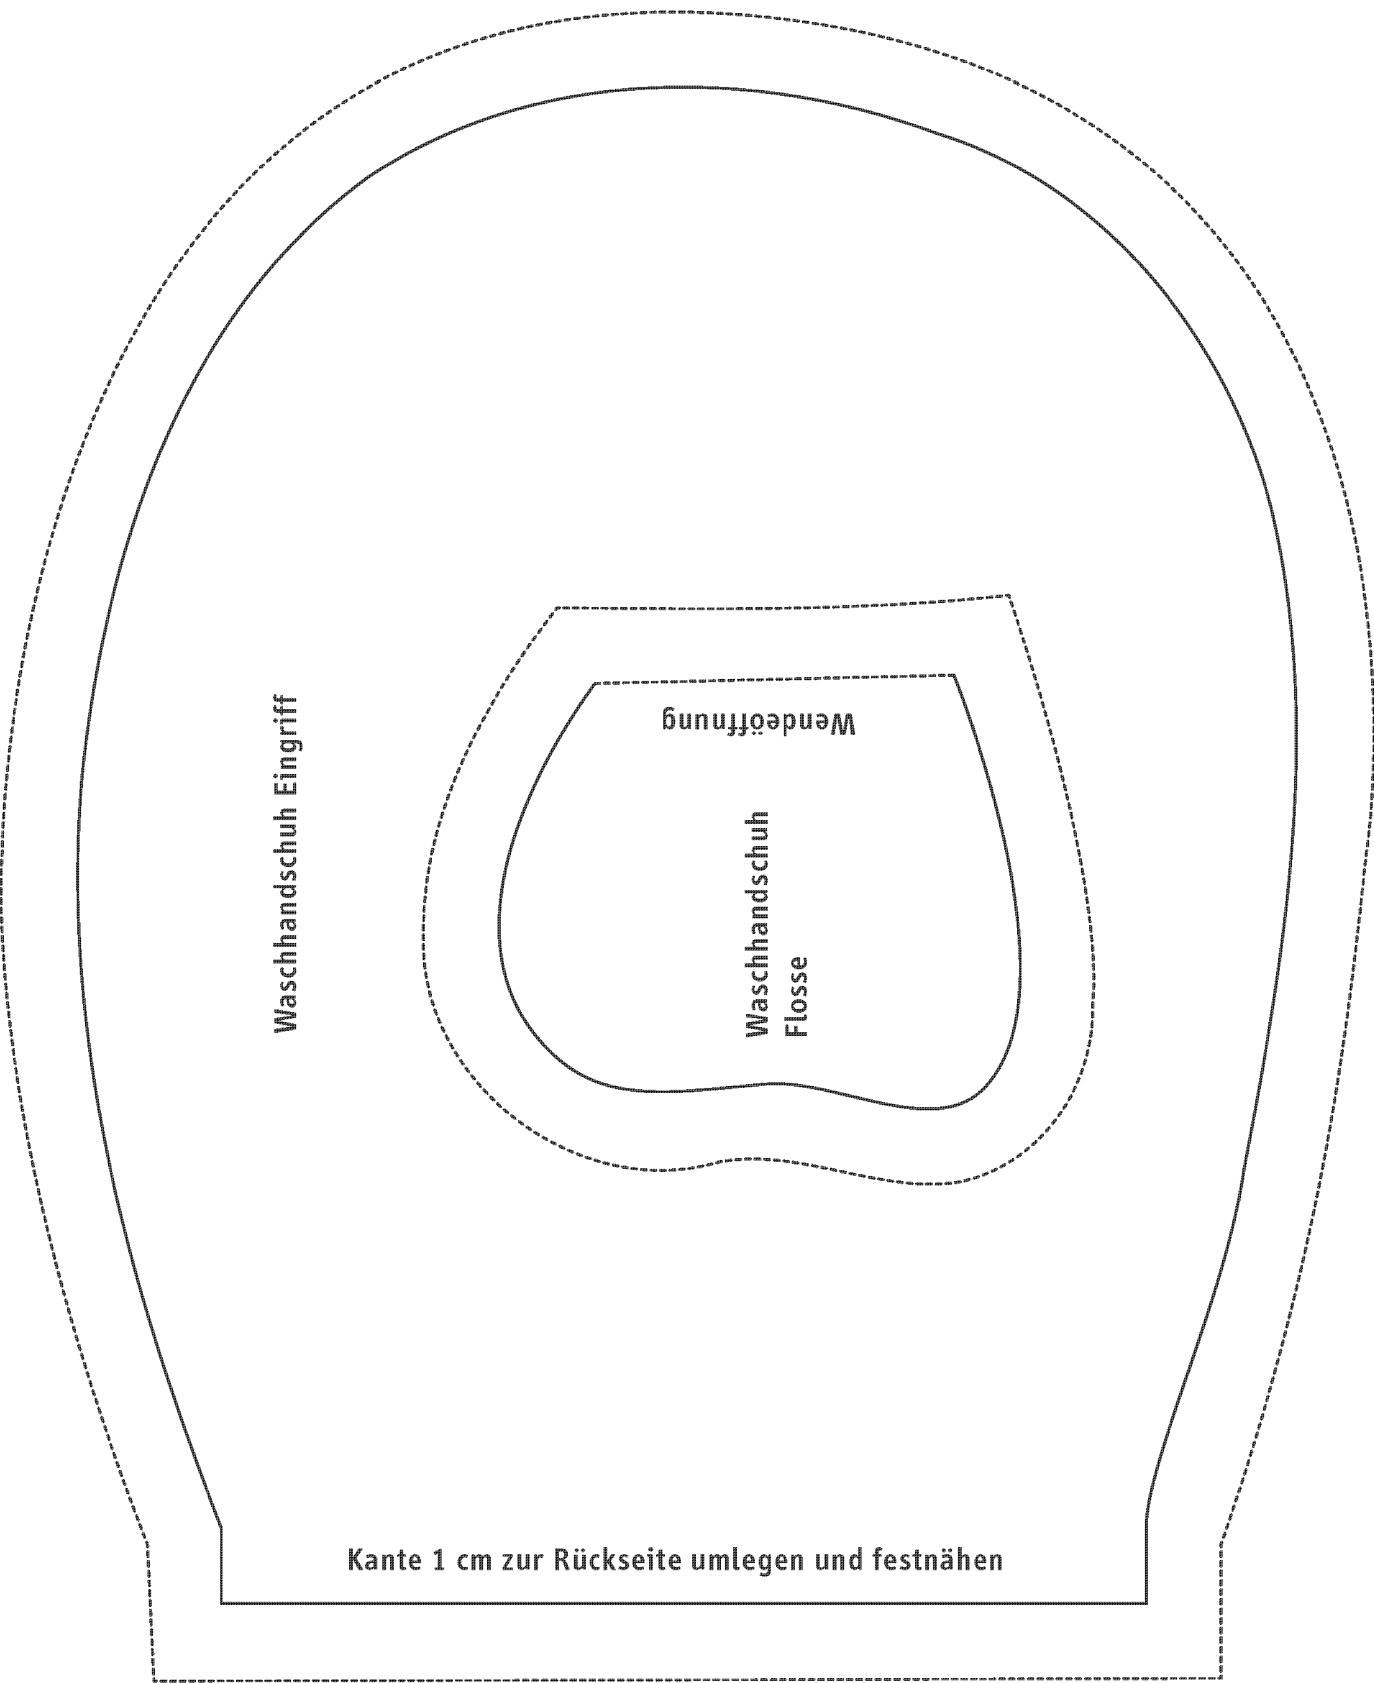 Waschhandschuh Eingriff
Wendeöffnung
Waschhandschuh
Flosse
Kante 1 cm zur Rückseite umlegen und festnähen